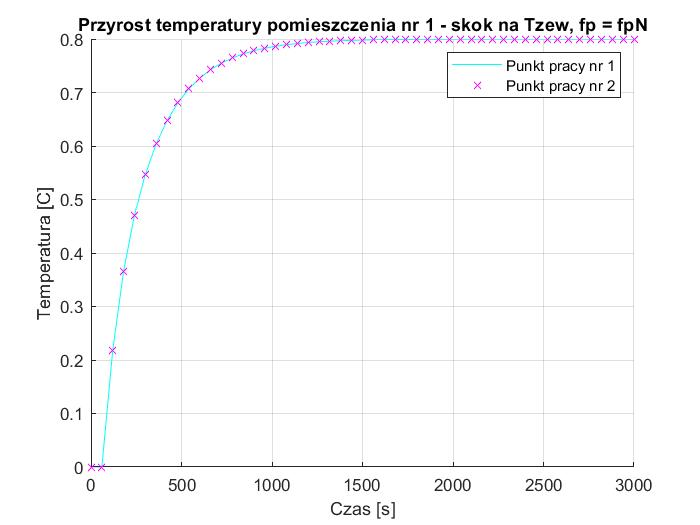 Przyrost temperatury pomieszczenia nr 1 - skok na Tzew, fp = fpN
Punkt pracy nr 1
Punkt pracy nr 2
Temperatura [C]
0.8
0.7
0.6
0.5
0.4
0.3
0.2
0.1
0
0 500 1000 1500 2000 2500 3000
Czas [s]